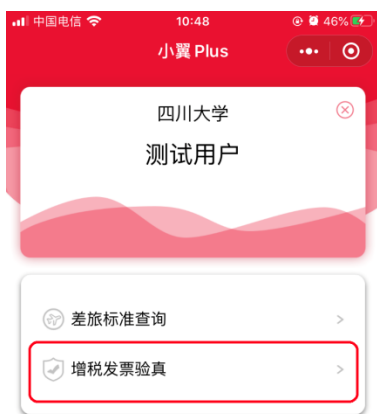 中国电信 10:48 46%
小翼 Plus
四川大学
测试用户
差旅标准查询
增税发票验真